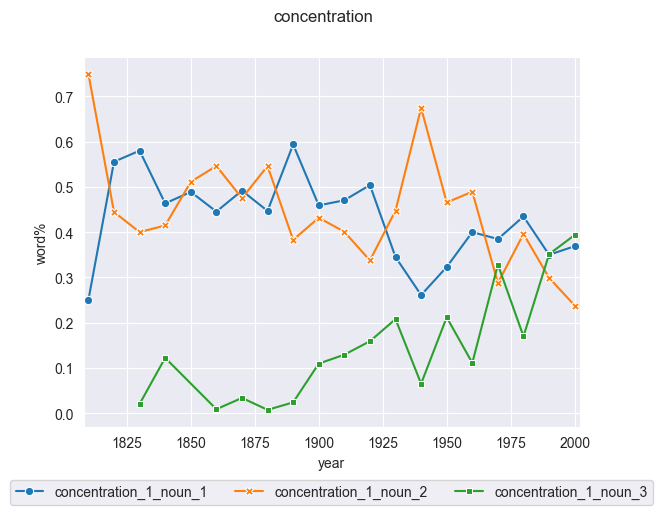 concentration
0.7
0.6
0.5
0.4
0.3
0.2
0.1
0.0
word%
1825 1850 1875 1900 1925 1950 1975 2000
year
concentration_1_noun_1 concentration_1_noun_2 concentration_1_noun_3